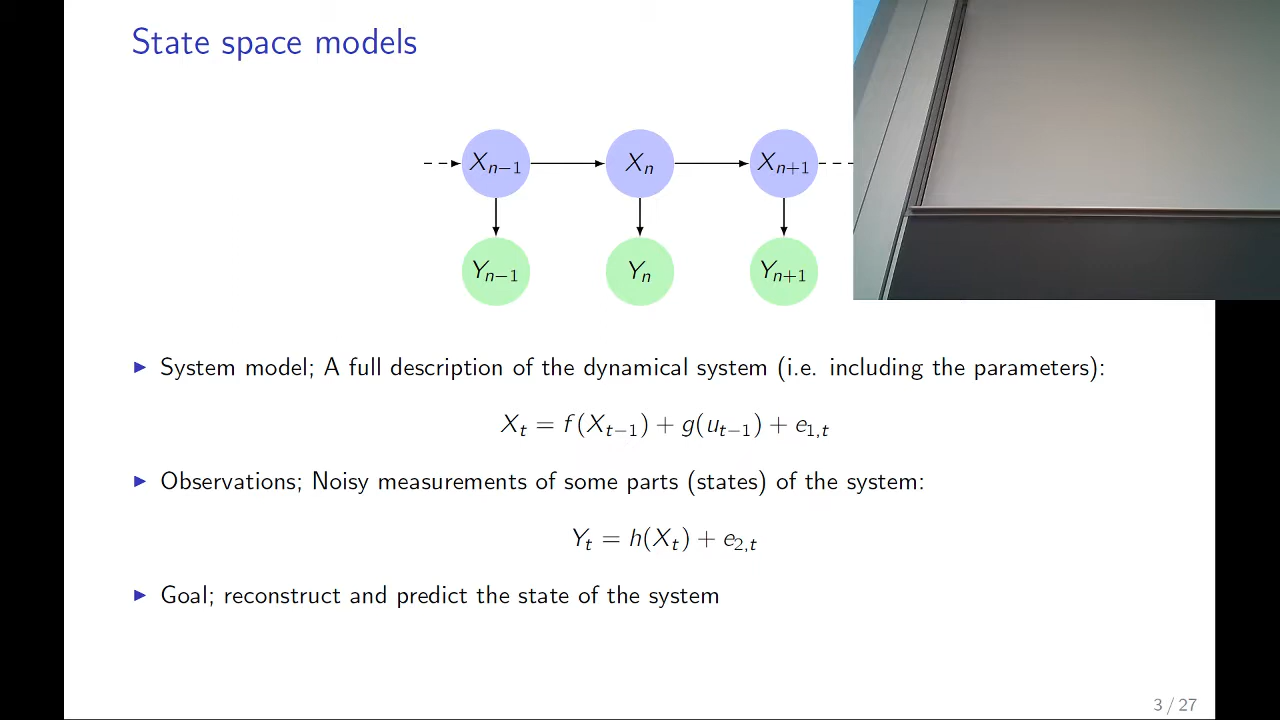 State space models
X_{n−1} X_n X_{n+1}
Y_{n−1} Y_n Y_{n+1}
▶ System model; A full description of the dynamical system (i.e. including the parameters):
X_t = f(X_{t−1}) + g(u_{t−1}) + e_{1,t}
▶ Observations; Noisy measurements of some parts (states) of the system:
Y_t = h(X_t) + e_{2,t}
▶ Goal; reconstruct and predict the state of the system
3 / 27